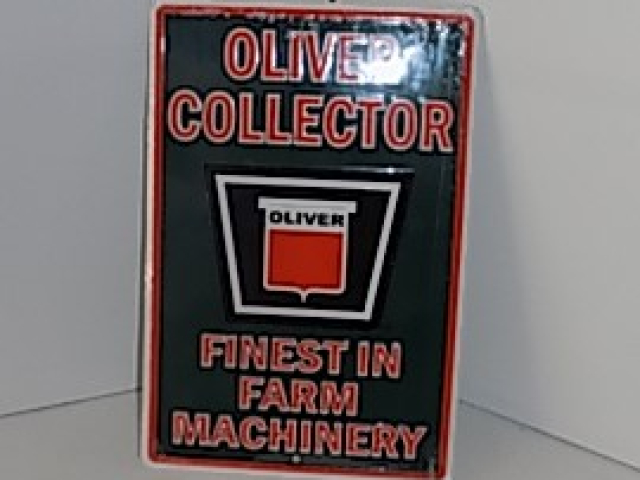 OLIVER
COLLECTOR
OLIVER
FINEST IN
FARM
MACHINERY